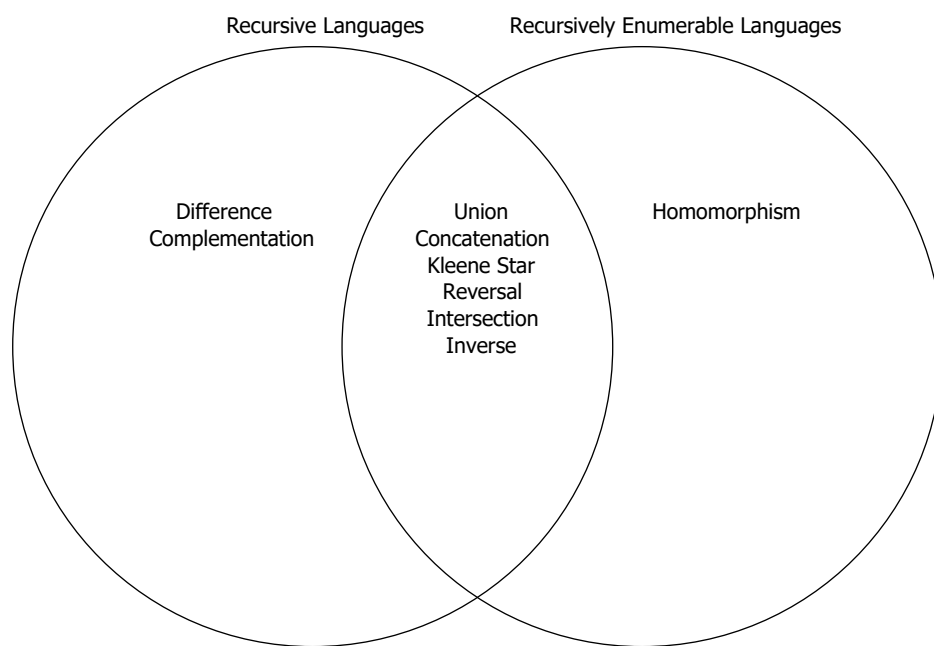 Recursive Languages
Recursively Enumerable Languages
Difference
Complementation
Union
Concatenation
Kleene Star
Reversal
Intersection
Inverse
Homomorphism